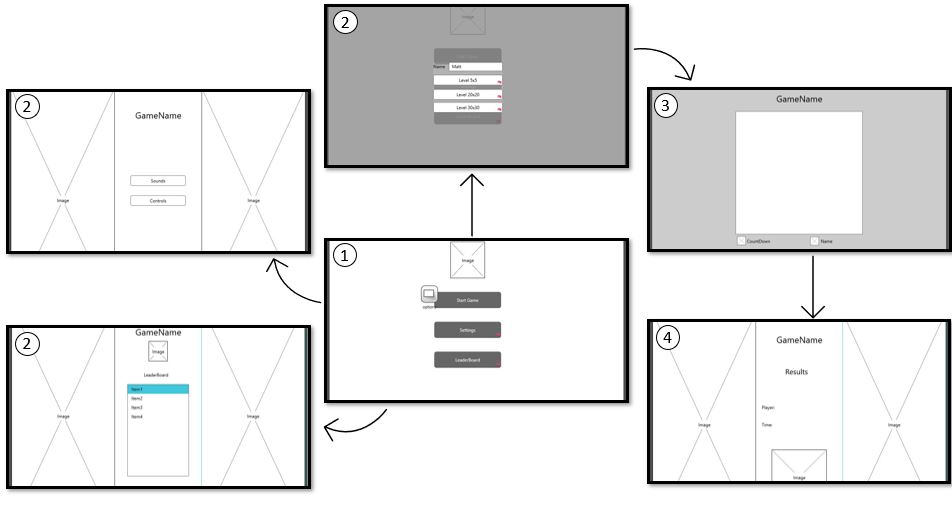 2
Image
Name
Matt
Level 5x5
Level 20x20
Level 30x30
2
GameName
Sounds
Controls
Image
Image
3
GameName
CountDown
Name
1
Image
option
Start Game
Settings
LeaderBoard
2
GameName
Image
LeaderBoard
Item1
Item2
Item3
Item4
Image
Image
4
GameName
Results
Player:
Time:
Image
Image
Image